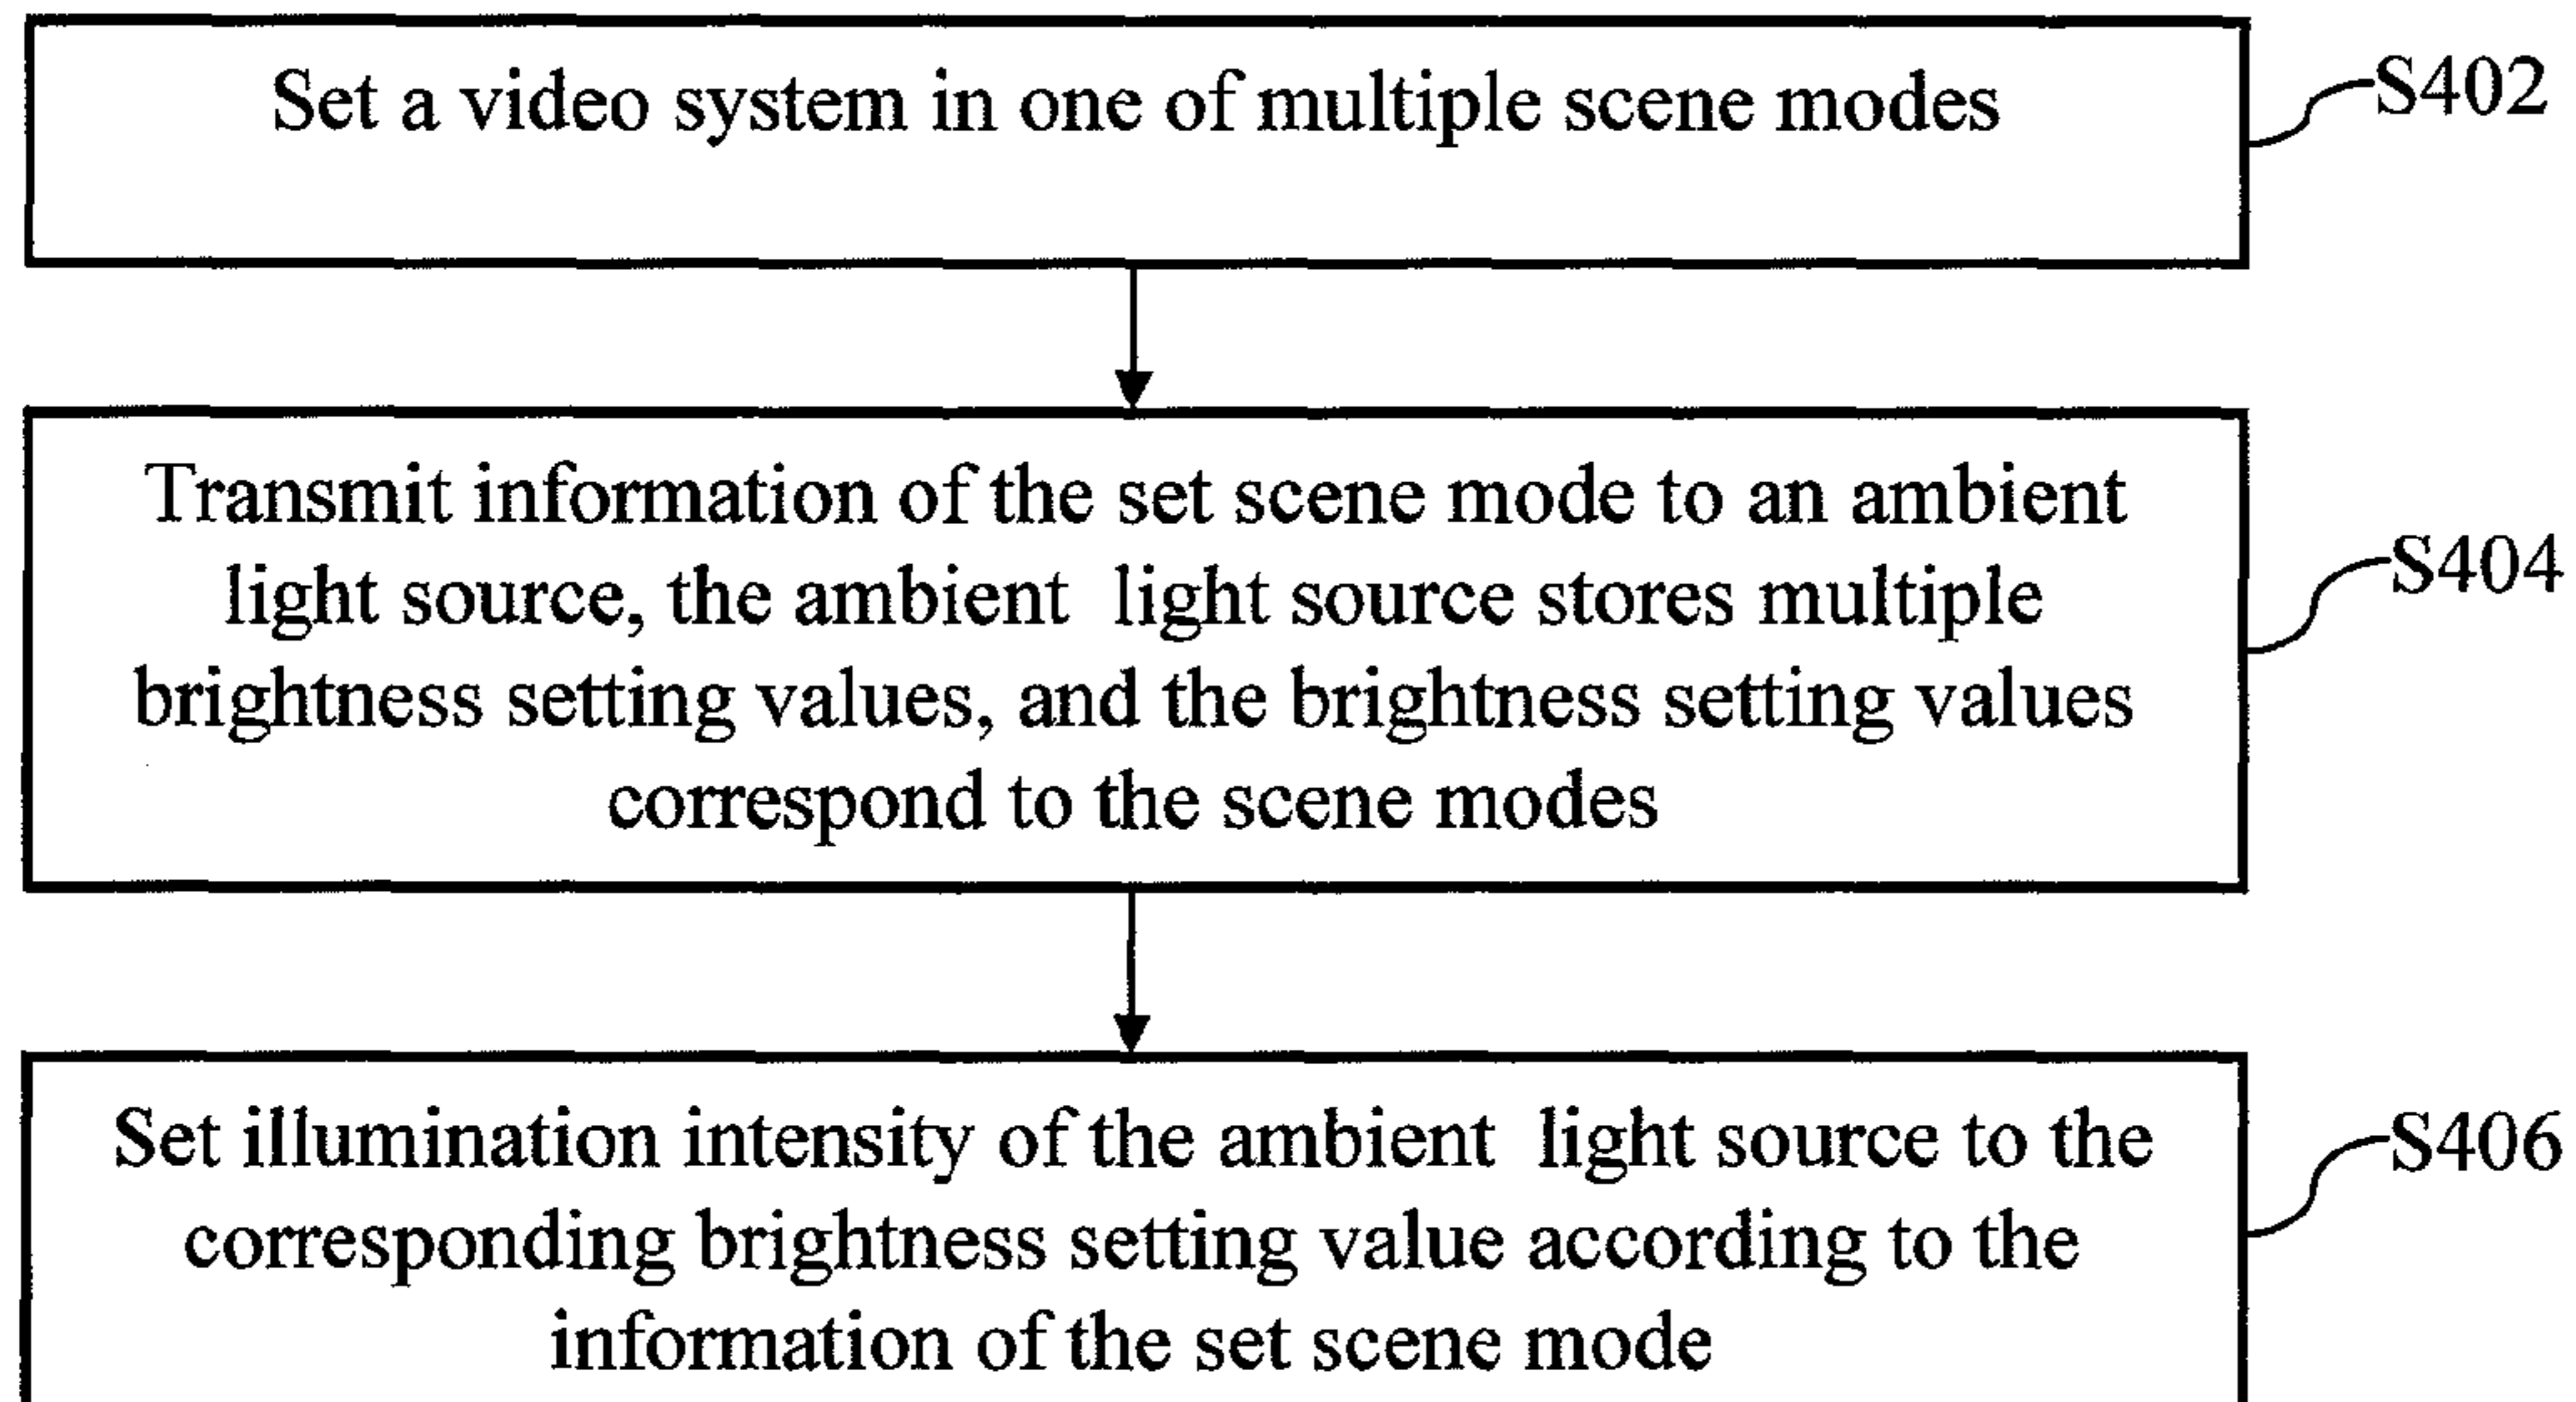 Set a video system in one of multiple scene modes
S402
Transmit information of the set scene mode to an ambient
light source, the ambient light source stores multiple
brightness setting values, and the brightness setting values
correspond to the scene modes
S404
Set illumination intensity of the ambient light source to the
corresponding brightness setting value according to the
information of the set scene mode
S406